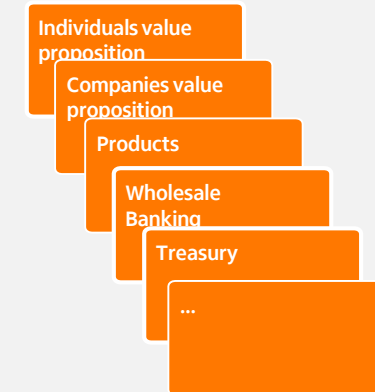 Individuals value
proposition
Companies value
proposition
Products
Wholesale
Banking
Treasury
...